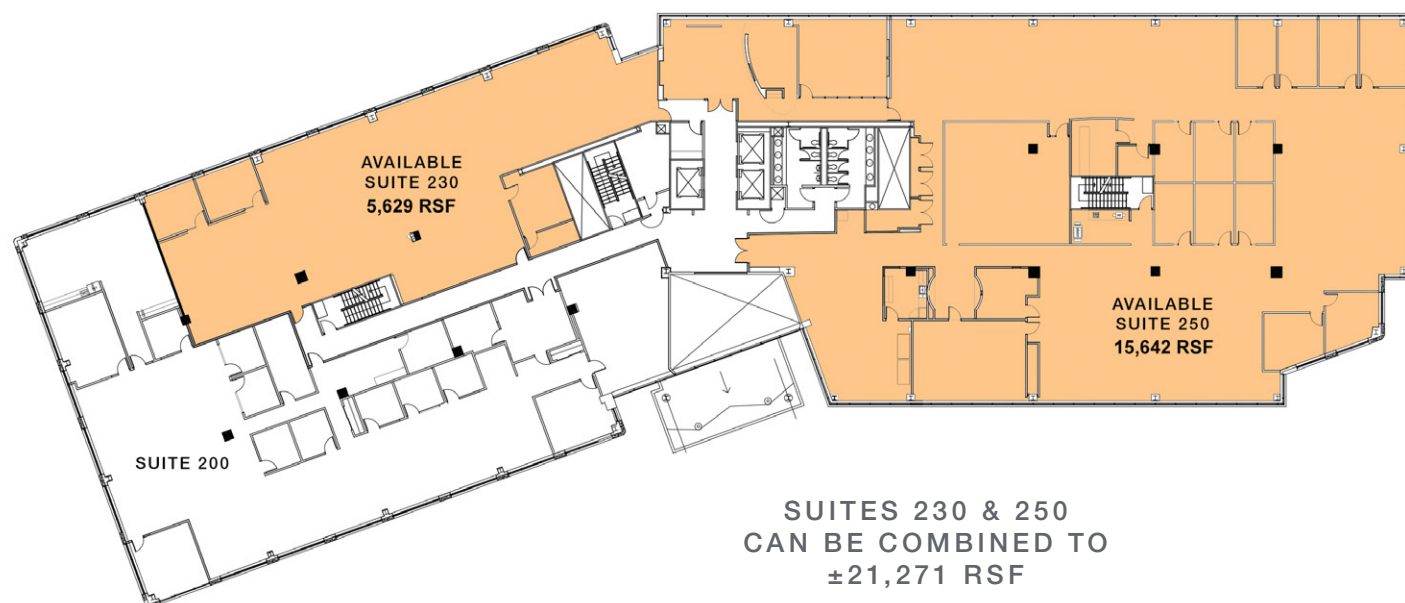 AVAILABLE
SUITE 230
5,629 RSF
AVAILABLE
SUITE 250
15,642 RSF
SUITE 200
SUITES 230 & 250
CAN BE COMBINED TO
±21,271 RSF